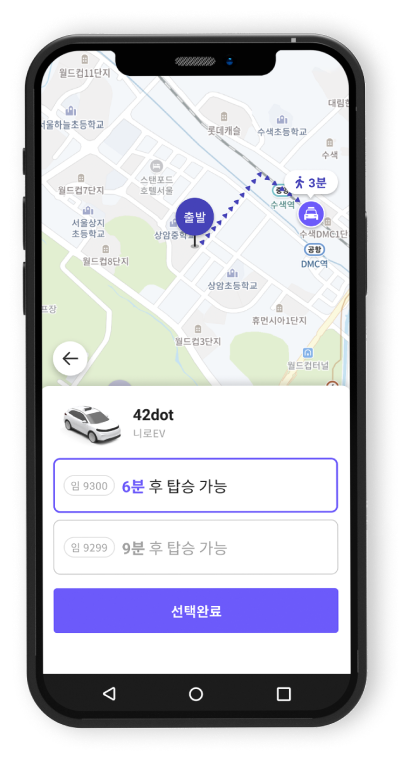 월드컵11단지
대림한
서울하늘초등학교
롯데캐슬
수색초등학교
수색
스탠포드
호텔서울
월드컵7단지
3분
수색역
출발
서울상지
초등학교
상암중학교
수색DMC6단
공항
DMC역
월드컵8단지
상암초등학교
휴먼시아1단지
월드컵3단지
월드컵터널
42dot
니로EV
임 9300 6분 후 탑승 가능
임 9299 9분 후 탑승 가능
선택완료